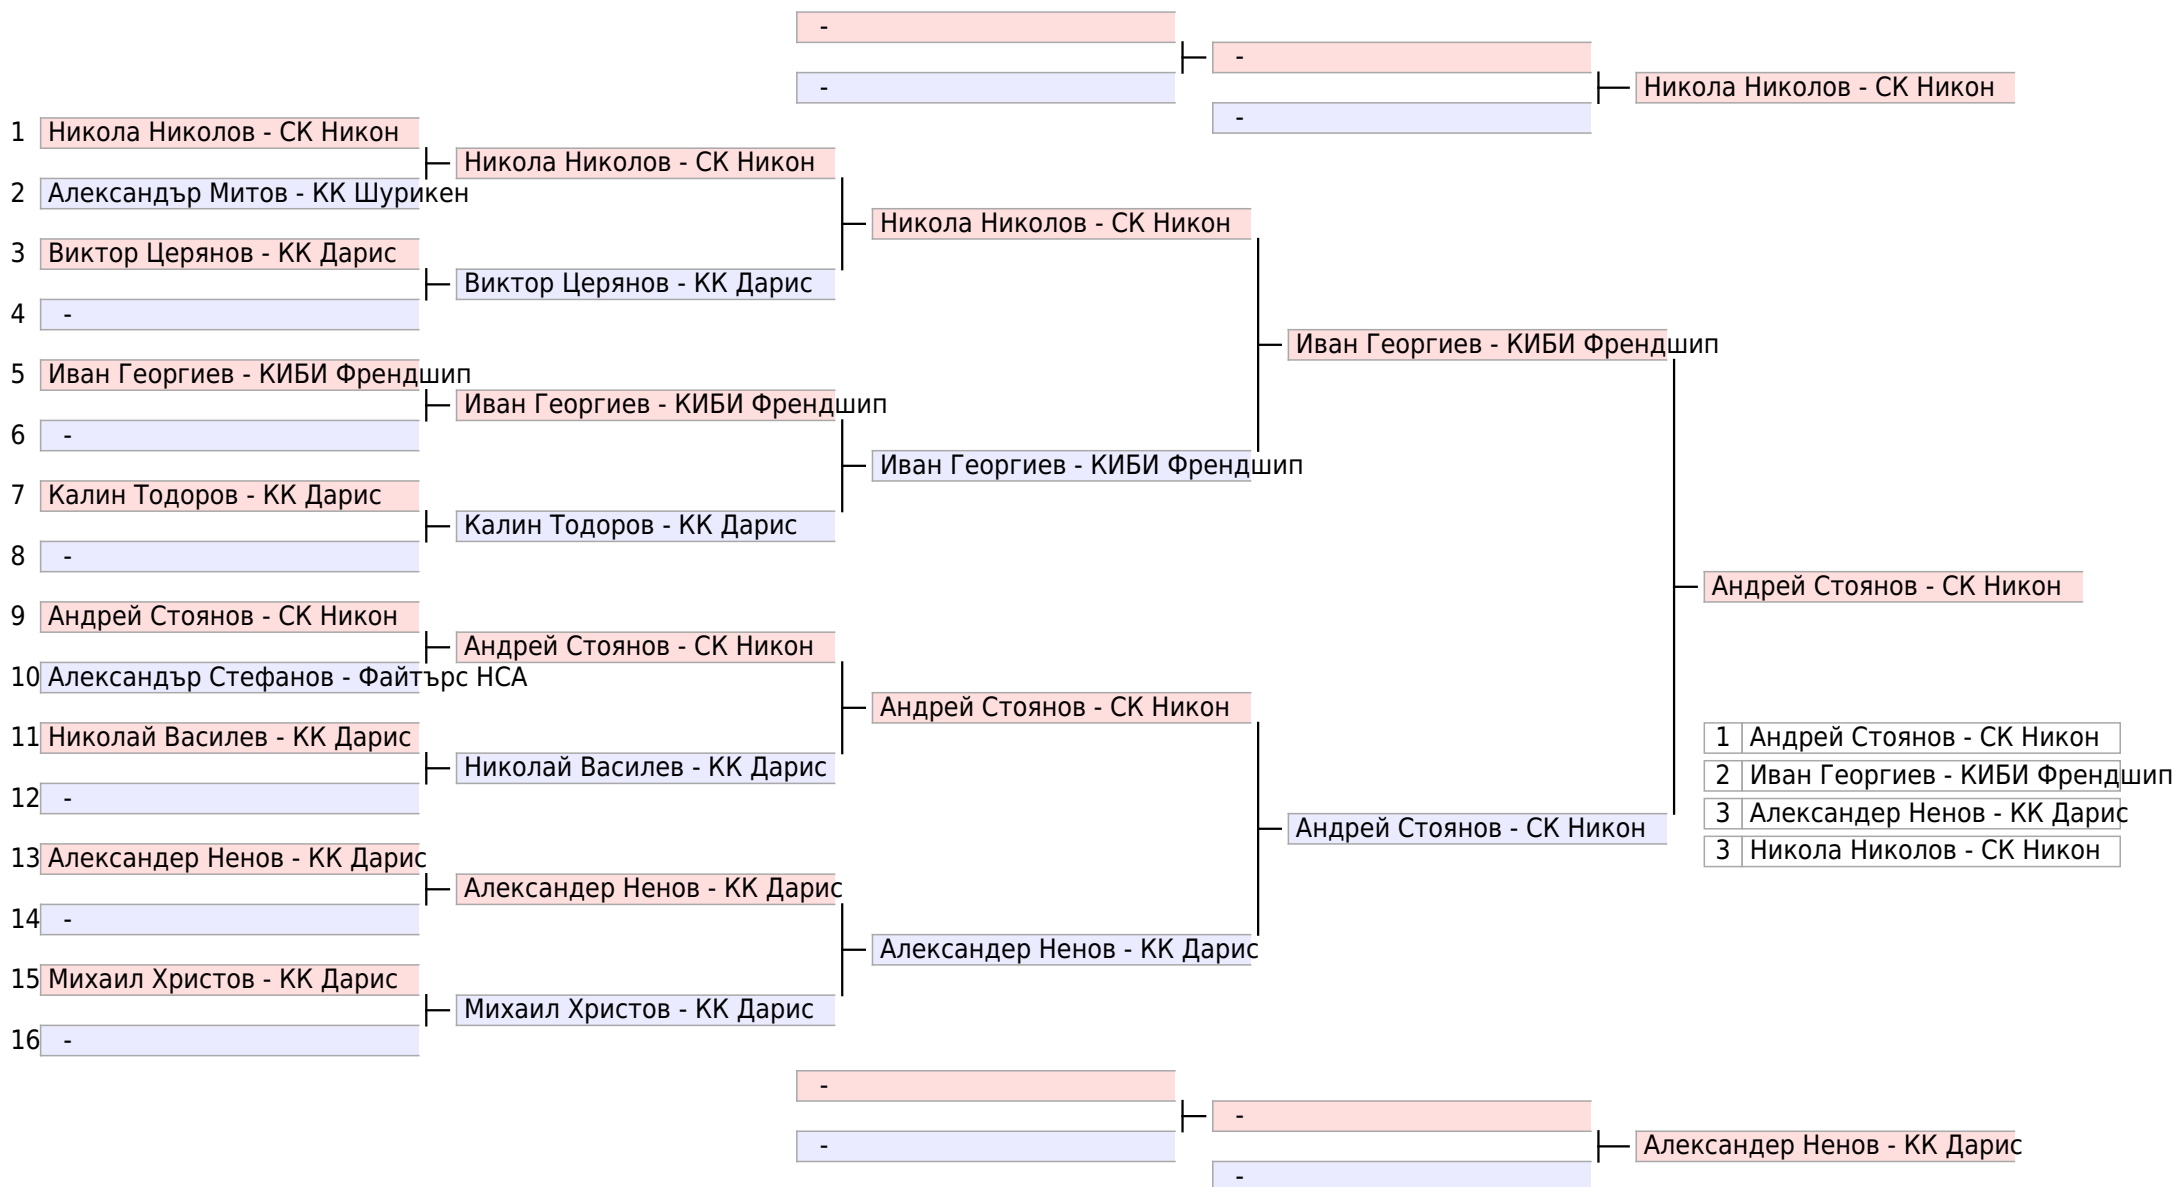 -
-
-
-
Никола Николов - СК Никон
1 Никола Николов - СК Никон
2 Александър Митов - КК Шурикен
3 Виктор Церянов - КК Дарис
4 -
5 Иван Георгиев - КИБИ Френдшип
6 -
7 Калин Тодоров - КК Дарис
8 -
9 Андрей Стоянов - СК Никон
10 Александър Стефанов - Файтърс НСА
11 Николай Василев - КК Дарис
12 -
13 Александер Ненов - КК Дарис
14 -
15 Михаил Христов - КК Дарис
16 -
Никола Николов - СК Никон
Виктор Церянов - КК Дарис
Иван Георгиев - КИБИ Френдшип
Калин Тодоров - КК Дарис
Андрей Стоянов - СК Никон
Николай Василев - КК Дарис
Александер Ненов - КК Дарис
Михаил Христов - КК Дарис
Никола Николов - СК Никон
Иван Георгиев - КИБИ Френдшип
Андрей Стоянов - СК Никон
Александер Ненов - КК Дарис
Иван Георгиев - КИБИ Френдшип
Андрей Стоянов - СК Никон
Андрей Стоянов - СК Никон
1 Андрей Стоянов - СК Никон
2 Иван Георгиев - КИБИ Френдшип
3 Александер Ненов - КК Дарис
3 Никола Николов - СК Никон
-
-
-
-
Александер Ненов - КК Дарис